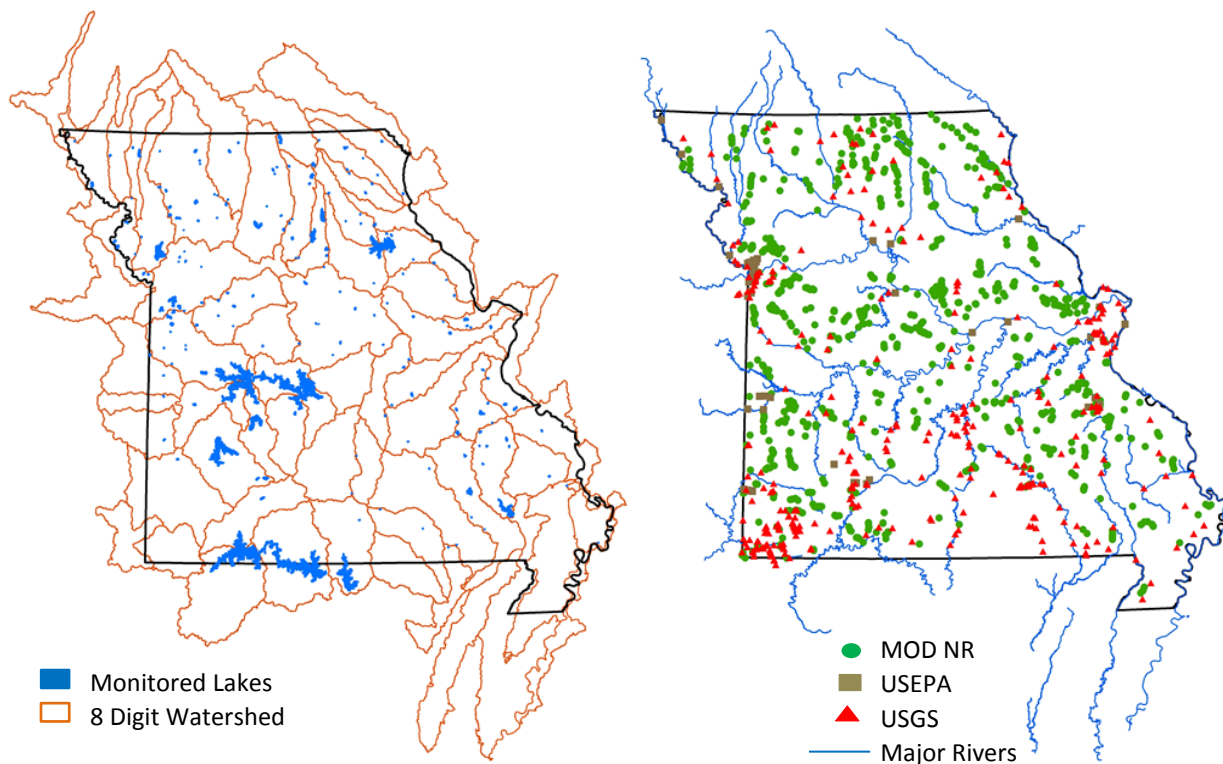 Monitored Lakes
8 Digit Watershed
MOD NR
USEPA
USGS
Major Rivers